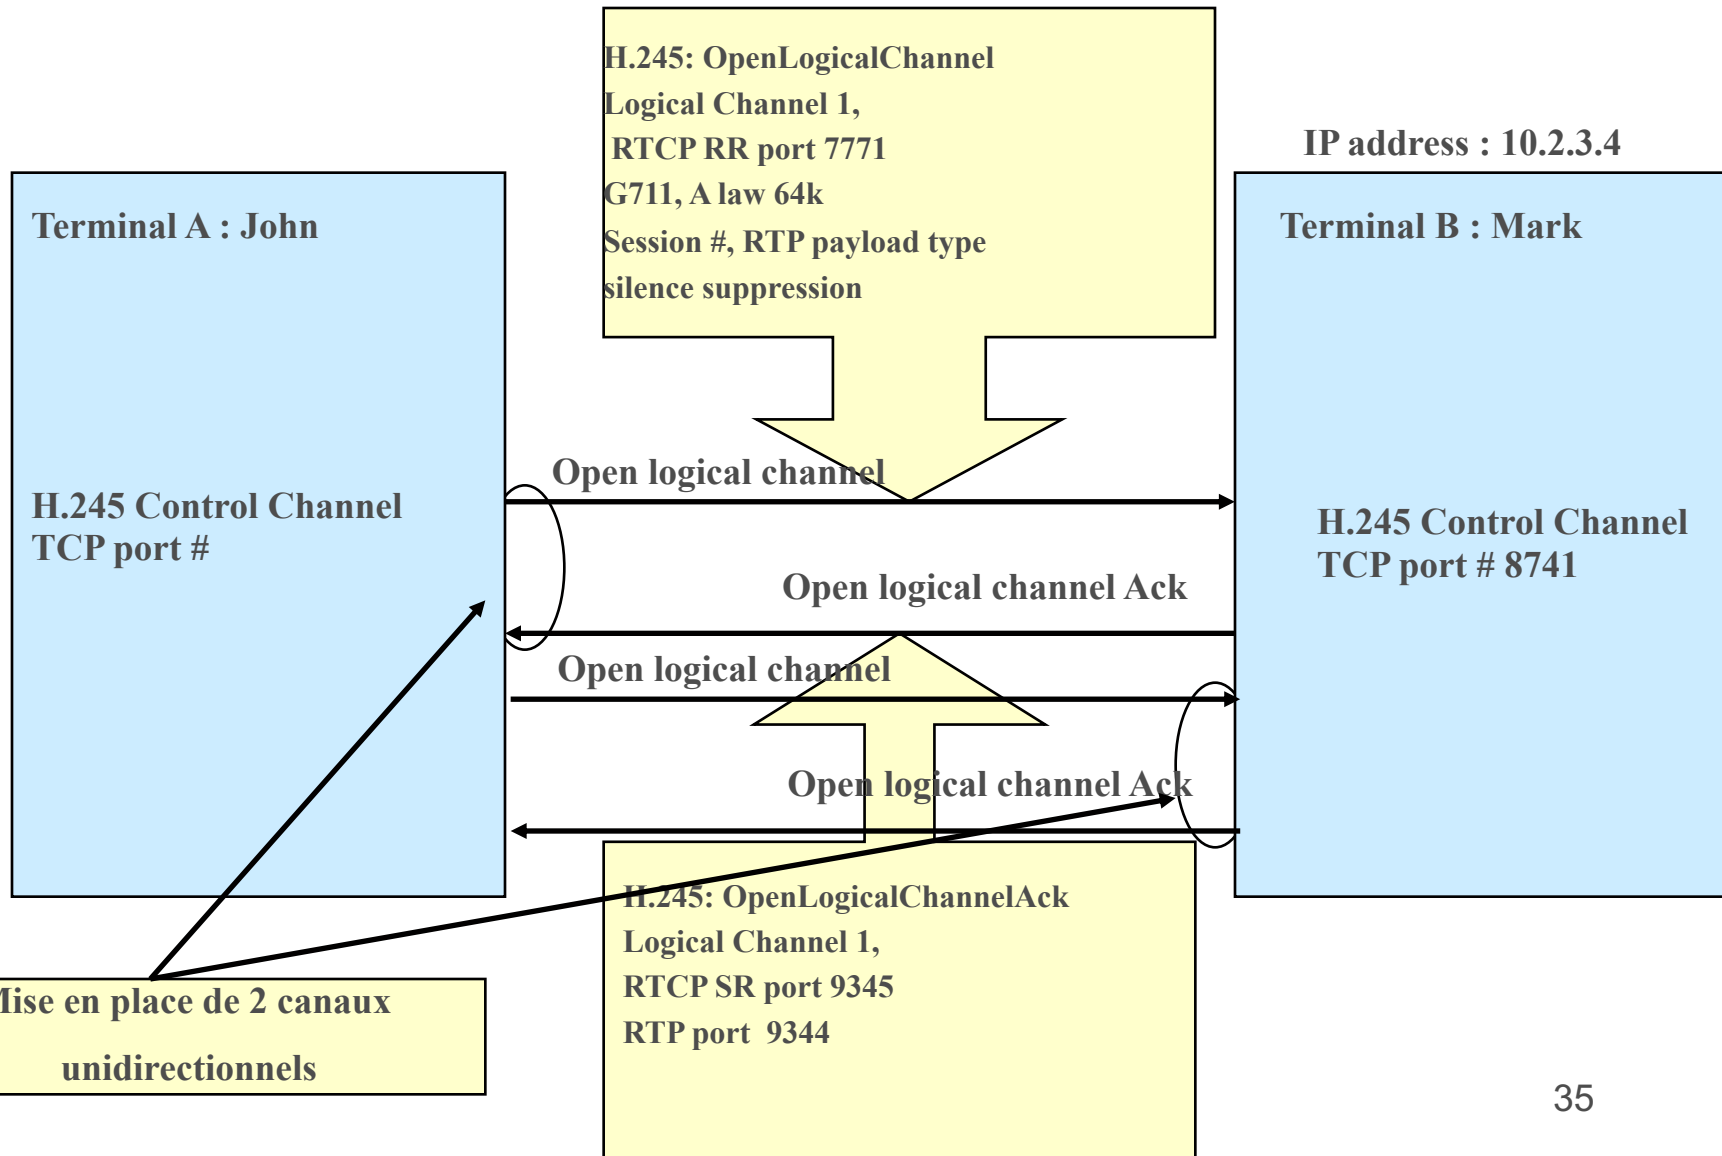 H.245: OpenLogicalChannel
Logical Channel 1,
RTCP RR port 7771
G711, A law 64k
Session #, RTP payload type
silence suppression
IP address : 10.2.3.4
Terminal A : John
Terminal B : Mark
Open logical channel
H.245 Control Channel
TCP port #
H.245 Control Channel
TCP port # 8741
Open logical channel Ack
Open logical channel
Open logical channel Ack
H.245: OpenLogicalChannelAck
Logical Channel 1,
RTCP SR port 9345
RTP port 9344
Mise en place de 2 canaux
unidirectionnels
35